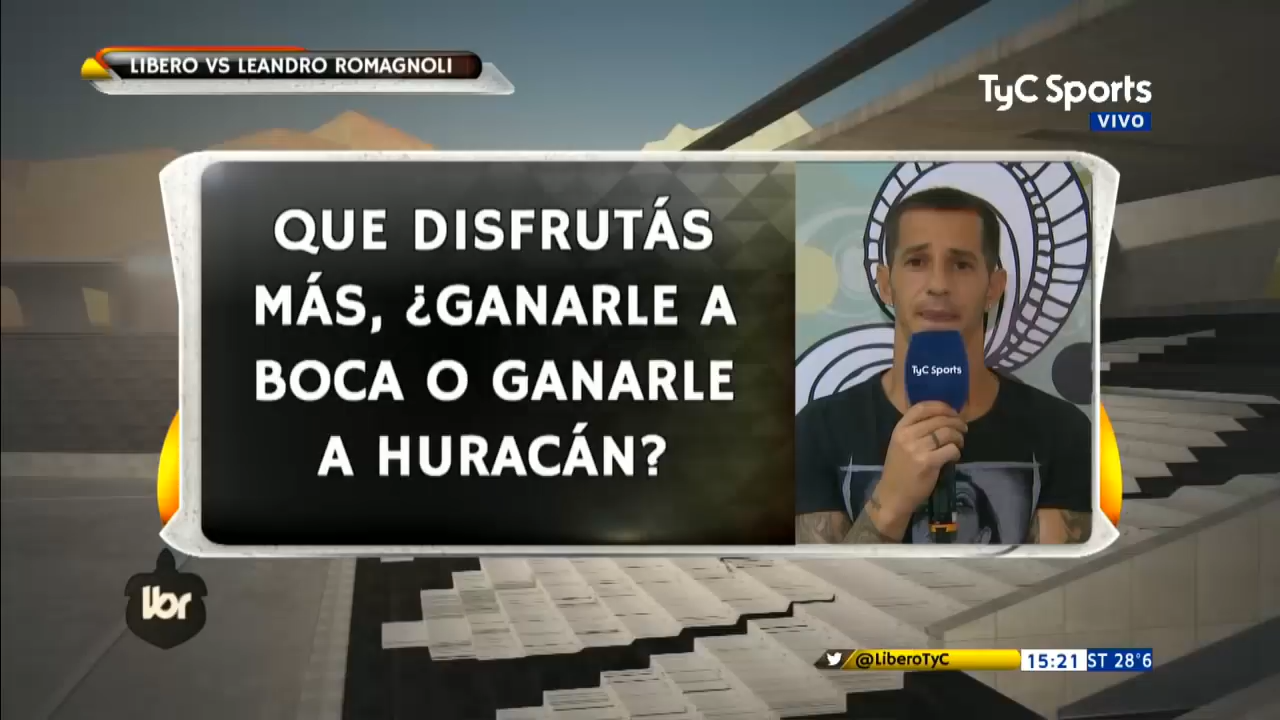 LIBERO VS LEANDRO ROMAGNOLI
TyC Sports
VIVO
QUE DISFRUTÁS
MÁS, ¿GANARLE A
BOCA O GANARLE
A HURACÁN?
TyC Sports
lbr
@LiberoTyC
15:21 ST 28°6